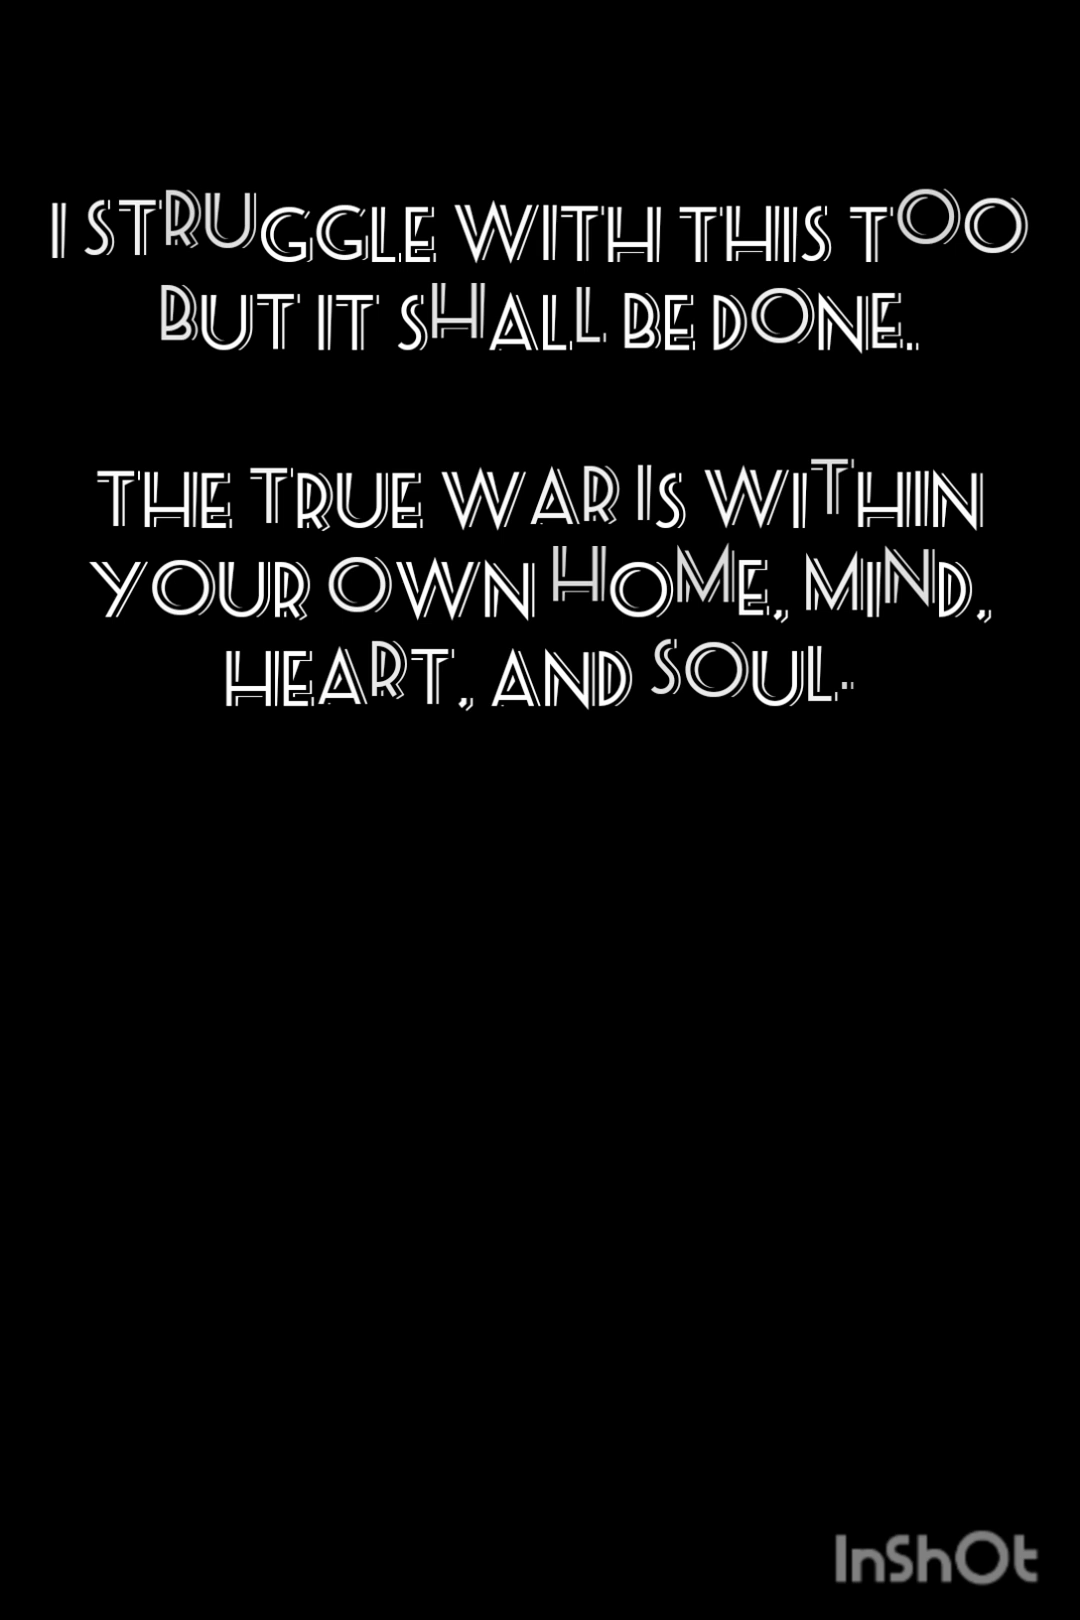 I STRUGGLE WITH THIS TOO
BUT IT SHALL BE DONE.
THE TRUE WAR IS WITHIN
YOUR OWN HOME, MIND,
HEART, AND SOUL.
InShOt